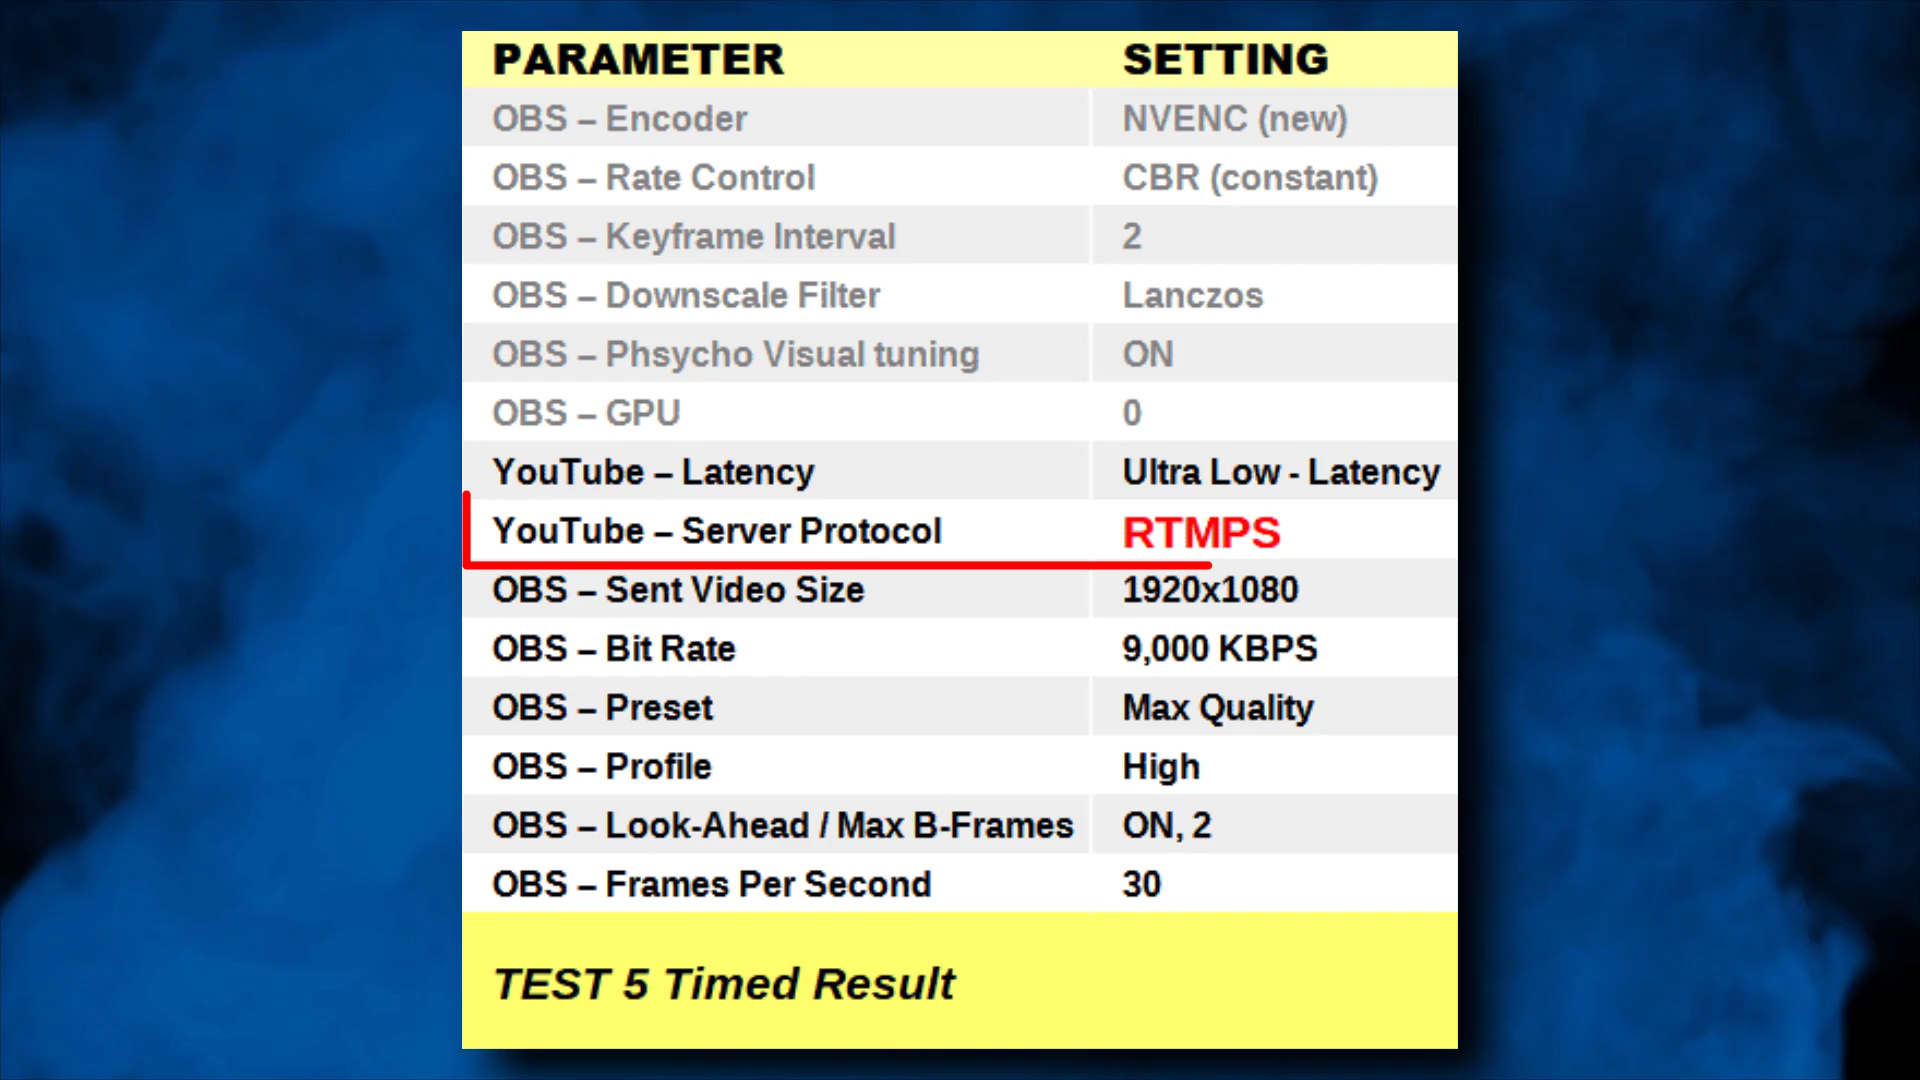 PARAMETER SETTING
OBS – Encoder NVENC (new)
OBS – Rate Control CBR (constant)
OBS – Keyframe Interval 2
OBS – Downscale Filter Lanczos
OBS – Phsycho Visual tuning ON
OBS – GPU 0
YouTube – Latency Ultra Low - Latency
YouTube – Server Protocol RTMPS
OBS – Sent Video Size 1920x1080
OBS – Bit Rate 9,000 KBPS
OBS – Preset Max Quality
OBS – Profile High
OBS – Look-Ahead / Max B-Frames ON, 2
OBS – Frames Per Second 30
TEST 5 Timed Result